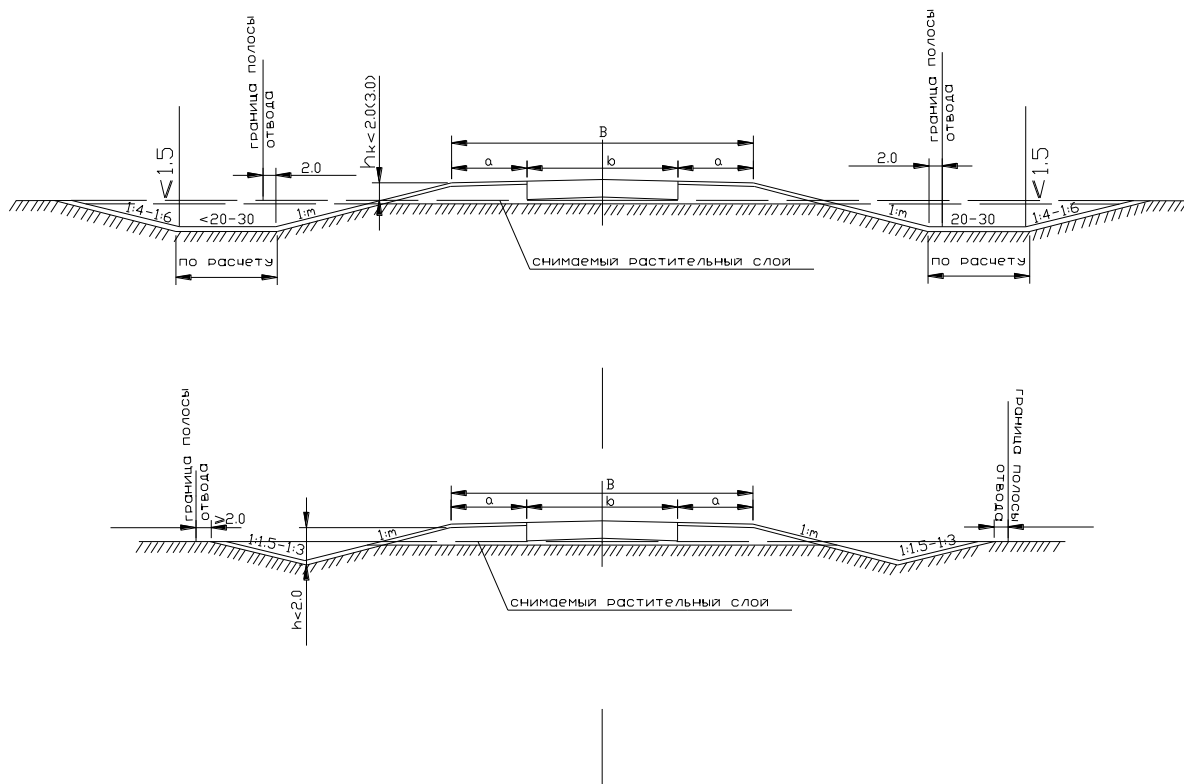 граница полосы
отвода
<1.5
2.0
hк<2.0(3.0)
B
a
b
a
граница полосы
отвода
2.0
<1.5
1:4-1:6
<20-30
1:m
1:m
20-30
1:4-1:6
по расчету
снимаемый растительный слой
по расчету
граница полосы
отвода
⩾2.0
1:1.5-1:3
h<2.0
1:m
B
a
b
a
1:m
1:1.5-1:3
граница полосы
отвода
снимаемый растительный слой